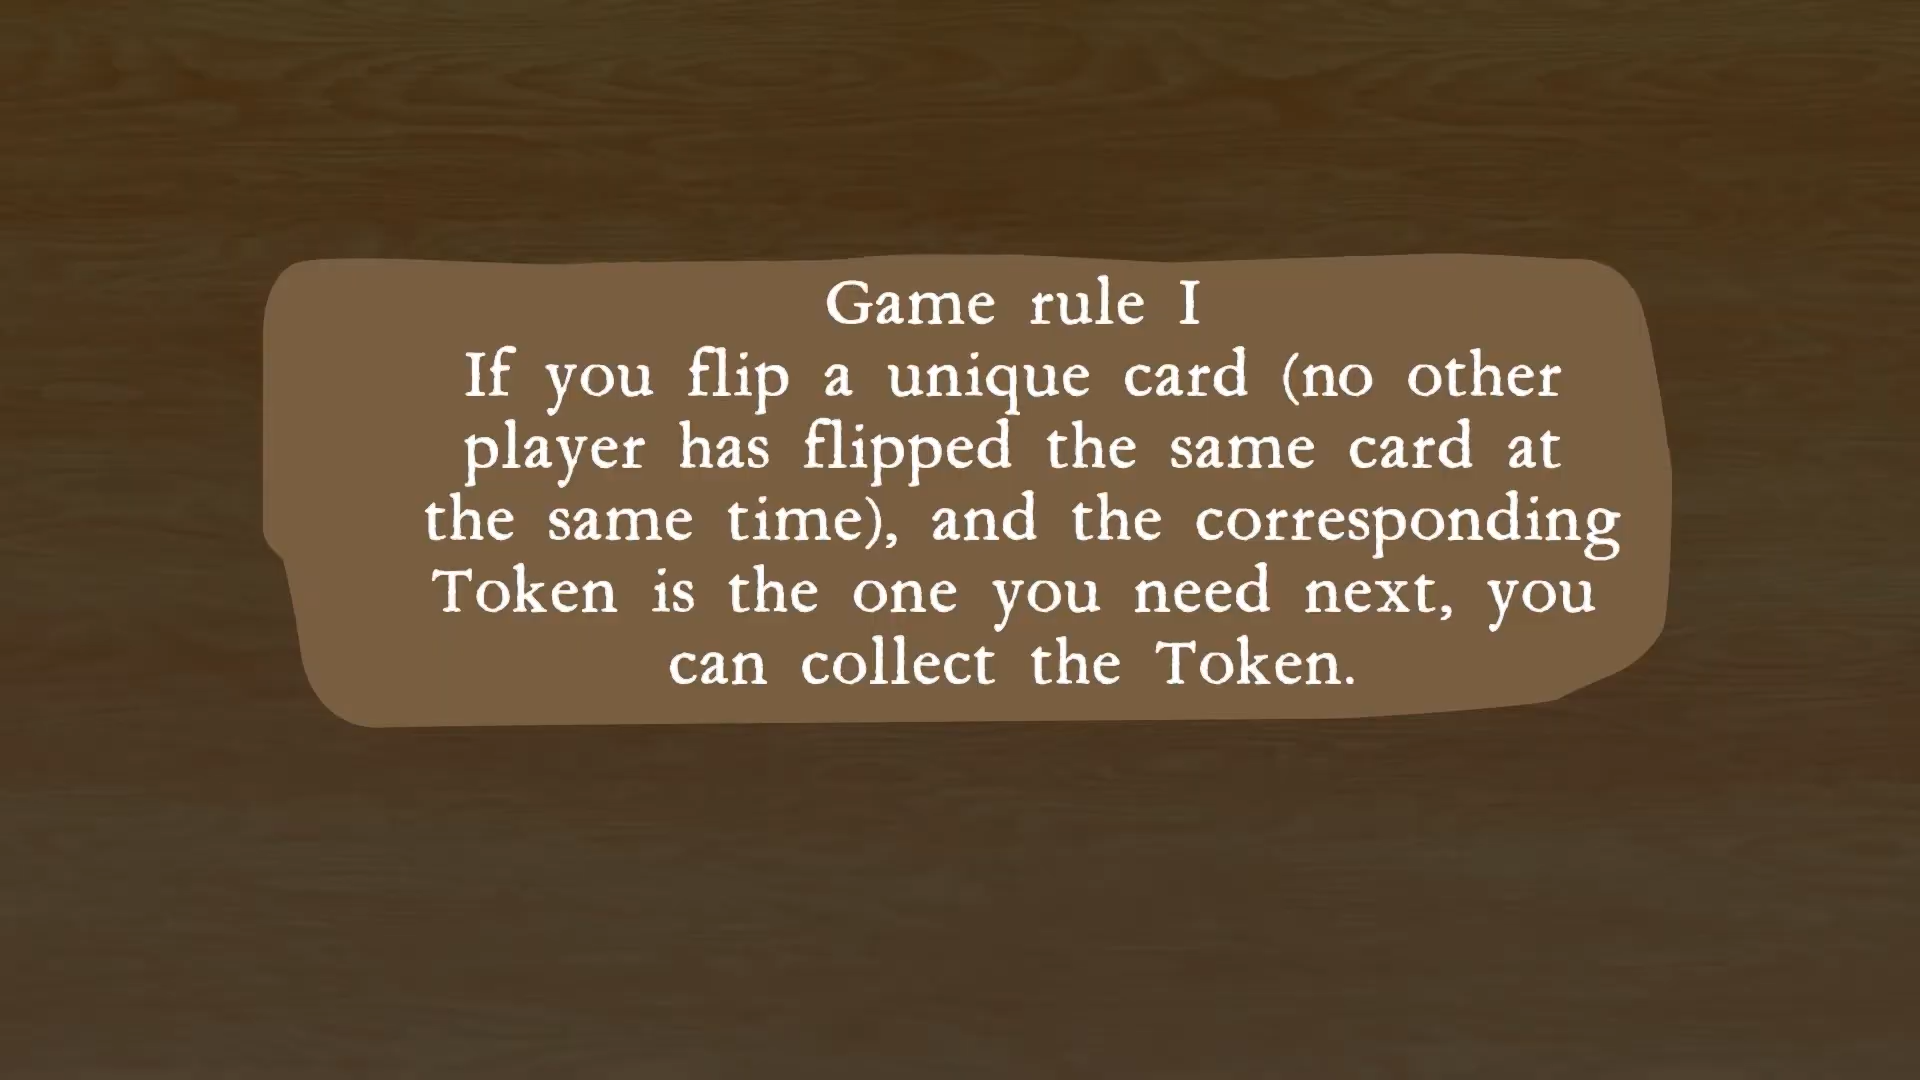 Game rule I
If you flip a unique card (no other
player has flipped the same card at
the same time), and the corresponding
Token is the one you need next, you
can collect the Token.